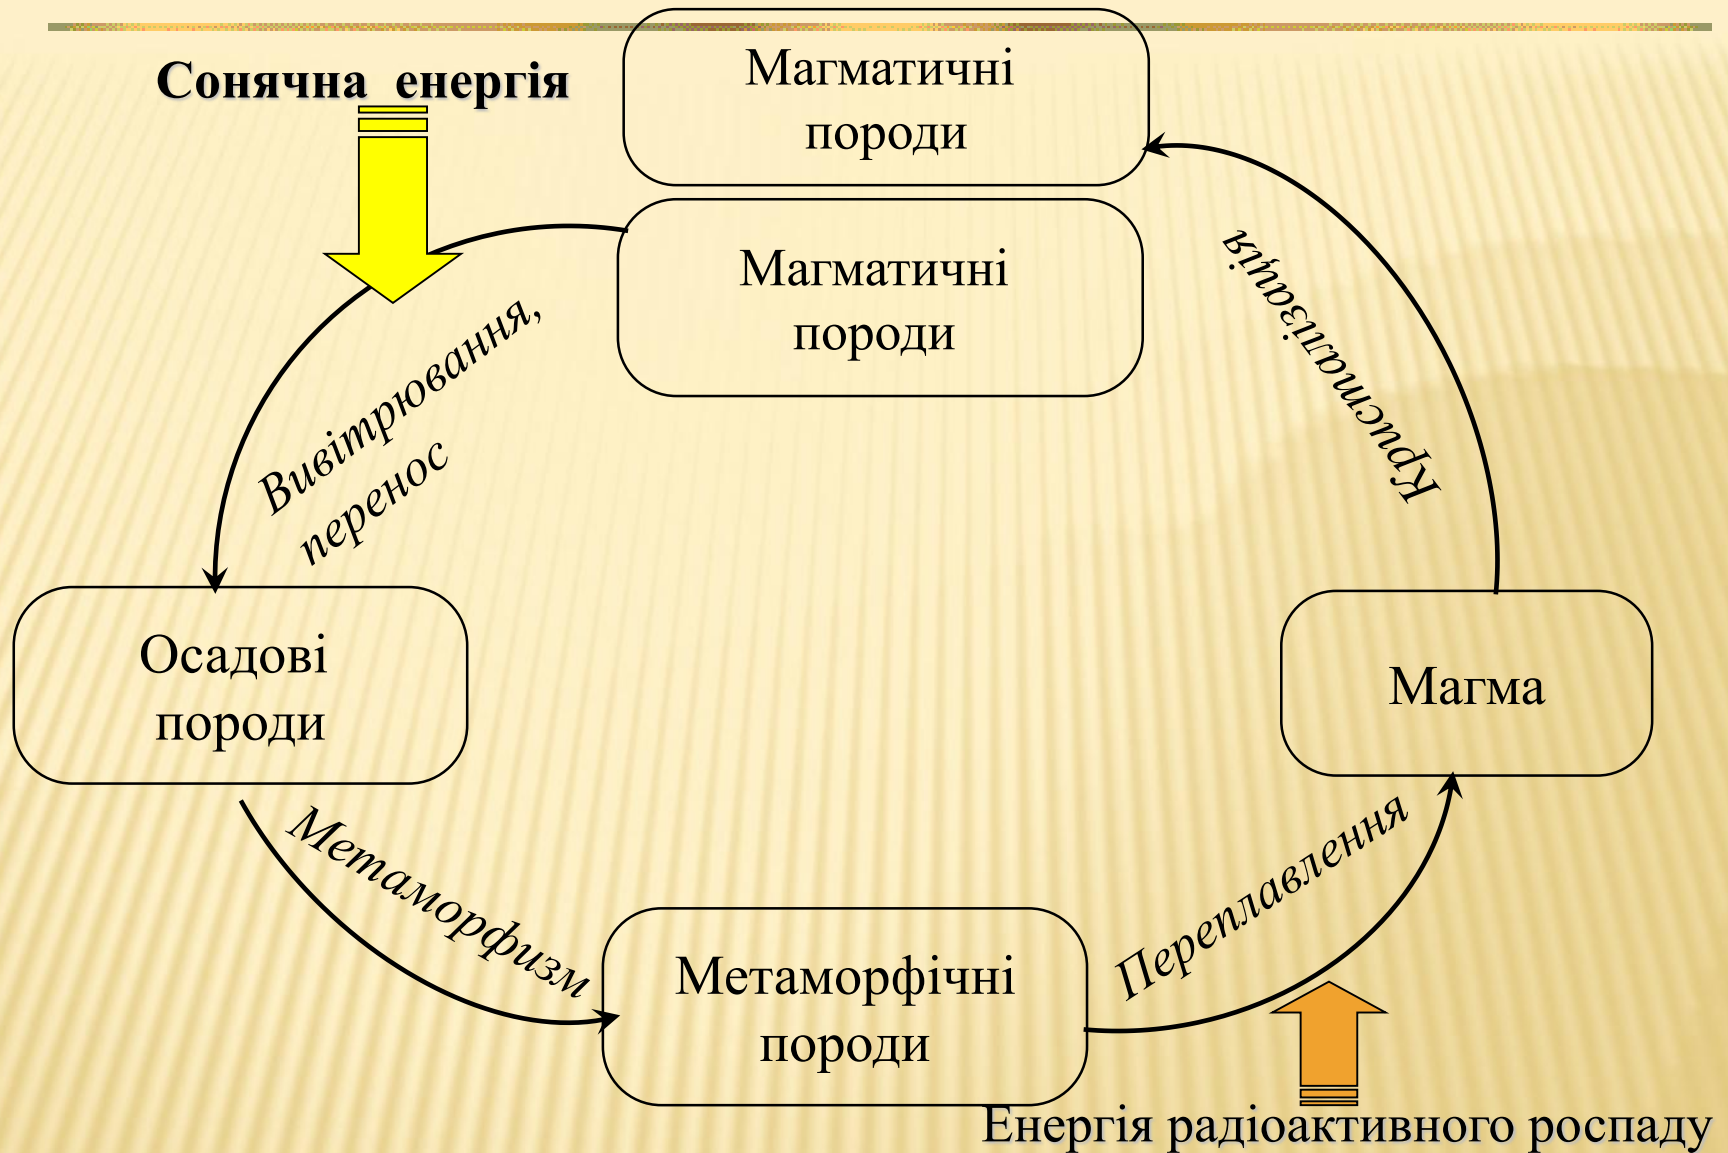 Сонячна енергія
Магматичні
породи
Магматичні
породи
Вивітрювання,
перенос
Кристалізація
Осадові
породи
Магма
Метаморфизм
Переплавлення
Метаморфічні
породи
Енергія радіоактивного роспаду